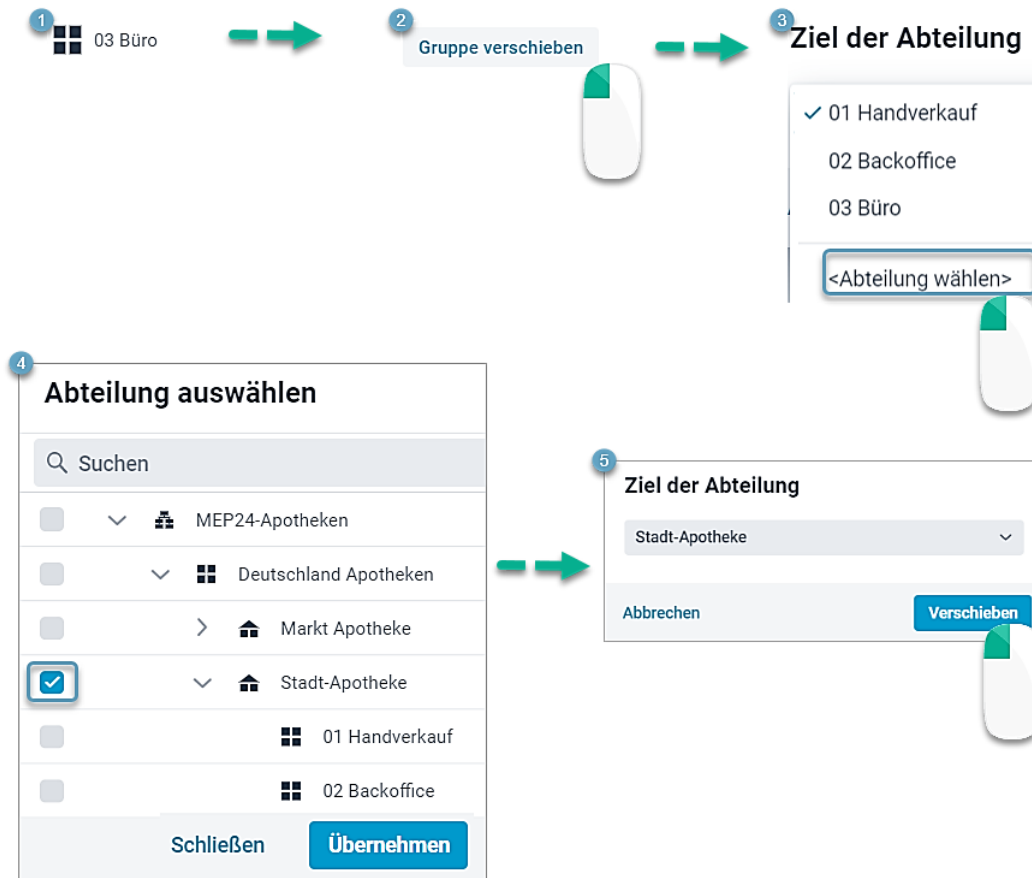 1
03 Büro
2
Gruppe verschieben
3
Ziel der Abteilung
01 Handverkauf
02 Backoffice
03 Büro
<Abteilung wählen>
4
Abteilung auswählen
Suchen
MEP24-Apotheken
Deutschland Apotheken
Markt Apotheke
Stadt-Apotheke
01 Handverkauf
02 Backoffice
Schließen
Übernehmen
5
Ziel der Abteilung
Stadt-Apotheke
Abbrechen
Verschieben